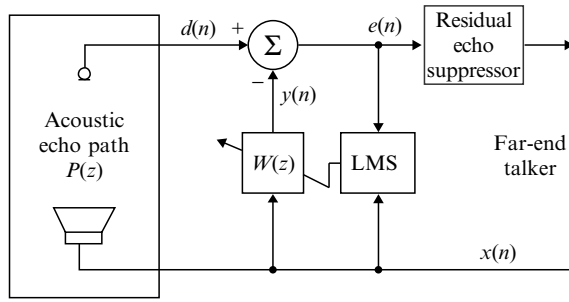 d(n)
+
Σ
e(n)
Residual
echo
suppressor
−
y(n)
Acoustic
echo path
P(z)
W(z)
LMS
Far-end
talker
x(n)